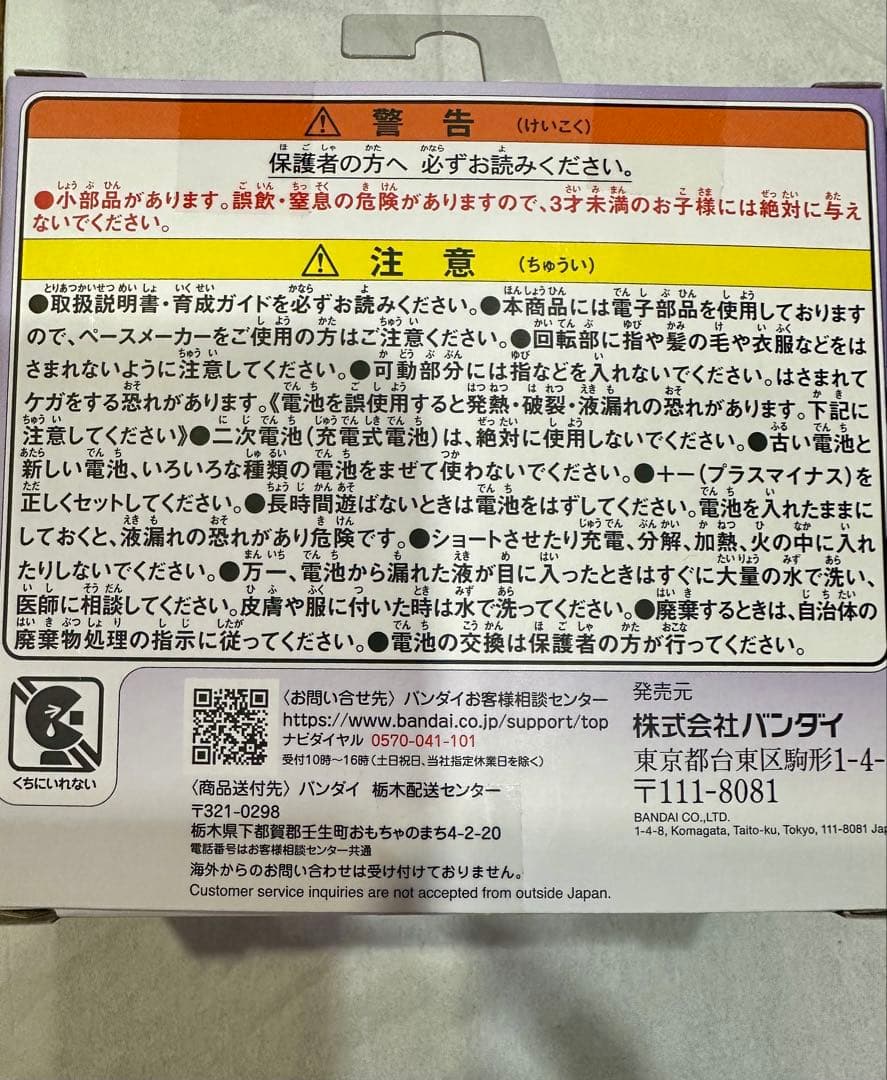 警告 (けいこく)
保護者の方へ 必ずお読みください。
●小部品があります。誤飲・窒息の危険がありますので、3才未満のお子様には絶対に与え
ないでください。
注意 (ちゅうい)
●取扱説明書・育成ガイドを必ずお読みください。●本商品には電子部品を使用しております
ので、ペースメーカーをご使用の方はご注意ください。●回転部に指や髪の毛や衣服などをは
さまれないように注意してください。●可動部分には指などを入れないでください。はさまれて
ケガをする恐れがあります。《電池を誤使用すると発熱・破裂・液漏れの恐れがあります。下記に
注意してください》●二次電池(充電式電池)は、絶対に使用しないでください。●古い電池と
新しい電池、いろいろな種類の電池をまぜて使わないでください。●+−(プラスマイナス)を
正しくセットしてください。●長時間遊ばないときは電池をはずしてください。電池を入れたままに
しておくと、液漏れの恐れがあり危険です。●ショートさせたり充電、分解、加熱、火の中に入れ
たりしないでください。●万一、電池から漏れた液が目に入ったときはすぐに大量の水で洗い、
医師に相談してください。皮膚や服に付いた時は水で洗ってください。●廃棄するときは、自治体の
廃棄物処理の指示に従ってください。●電池の交換は保護者の方が行ってください。
くちにいれない
〈お問い合せ先〉バンダイお客様相談センター
https://www.bandai.co.jp/support/top
ナビダイヤル 0570-041-101
受付10時〜16時(土日祝日、当社指定休業日を除く)
〈商品送付先〉バンダイ 栃木配送センター
〒321-0298
栃木県下都賀郡壬生町おもちゃのまち4-2-20
電話番号はお客様相談センター共通
海外からのお問い合わせは受け付けておりません。
Customer service inquiries are not accepted from outside Japan.
発売元
株式会社バンダイ
東京都台東区駒形1-4-
〒111-8081
BANDAI CO.,LTD.
1-4-8, Komagata, Taito-ku, Tokyo, 111-8081 Jap